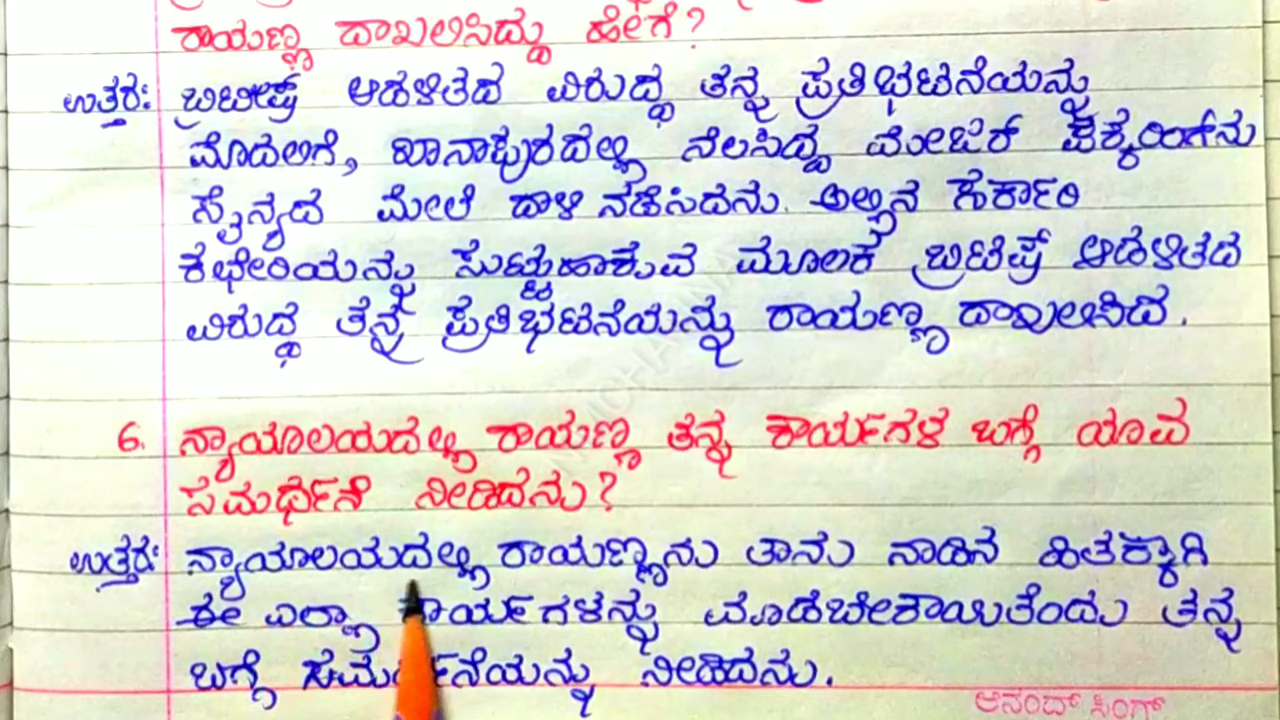 ರಾಯಣ್ಣ ದಾಖಲಿಸಿದ್ದು ಹೇಗೆ?
ಉತ್ತರ: ಬ್ರಿಟೀಷ್ ಆಡಳಿತದ ವಿರುದ್ಧ ತನ್ನ ಪ್ರತಿಭಟನೆಯನ್ನು
ಮೊದಲಿಗೆ, ಖಾನಾಪುರದಲ್ಲಿ ನೆಲಸಿದ್ದ ಮೇಜರ್ ಪಿಕ್ಕೆರಿಂಗ್‌ನು
ಸೈನ್ಯದ ಮೇಲೆ ದಾಳಿ ನಡೆಸಿದನು. ಅಲ್ಲಿನ ಸರ್ಕಾರಿ
ಕಛೇರಿಯನ್ನು ಸುಟ್ಟುಹಾಕುವ ಮೂಲಕ ಬ್ರಿಟಿಷ್ ಆಡಳಿತದ
ವಿರುದ್ಧ ತನ್ನ ಪ್ರತಿಭಟನೆಯನ್ನು ರಾಯಣ್ಣ ದಾಖಲಿಸಿದ.
6. ನ್ಯಾಯಾಲಯದಲ್ಲಿ ರಾಯಣ್ಣ ತನ್ನ ಕಾರ್ಯಗಳ ಬಗ್ಗೆ ಯಾವ
ಸಮರ್ಥನೆ ನೀಡಿದನು?
ಉತ್ತರ: ನ್ಯಾಯಾಲಯದಲ್ಲಿ ರಾಯಣ್ಣನು ತಾನು ನಾಡಿನ ಹಿತಕ್ಕಾಗಿ
ಈ ಎಲ್ಲಾ ಕಾರ್ಯಗಳನ್ನು ಮಾಡಬೇಕಾಯಿತೆಂದು ತನ್ನ
ಬಗ್ಗೆ ಸಮರ್ಥನೆಯನ್ನು ನೀಡಿದನು.
ಆನಂದ್ ಸಿಂಗ್